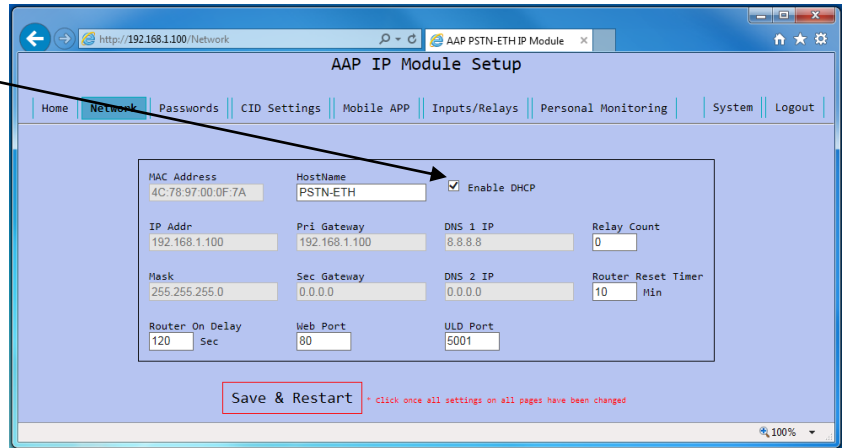 http://192.168.1.100/Network
AAP PSTN-ETH IP Module
AAP IP Module Setup
Home Network Passwords CID Settings Mobile APP Inputs/Relays Personal Monitoring System Logout
MAC Address HostName
4C:78:97:00:0F:7A PSTN-ETH Enable DHCP
IP Addr Pri Gateway DNS 1 IP Relay Count
192.168.1.100 192.168.1.100 8.8.8.8 0
Mask Sec Gateway DNS 2 IP Router Reset Timer
255.255.255.0 0.0.0.0 0.0.0.0 10 Min
Router On Delay Web Port ULD Port
120 Sec 80 5001
Save & Restart * Click once all settings on all pages have been changed
100%